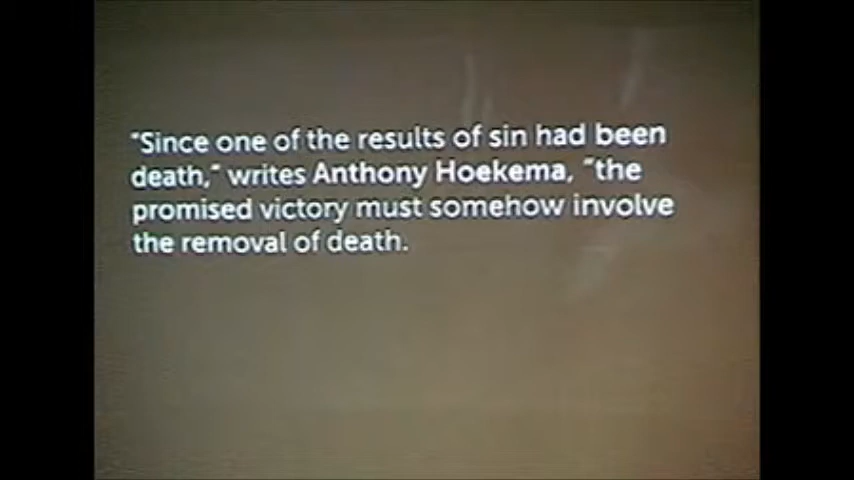 "Since one of the results of sin had been
death," writes Anthony Hoekema, "the
promised victory must somehow involve
the removal of death.